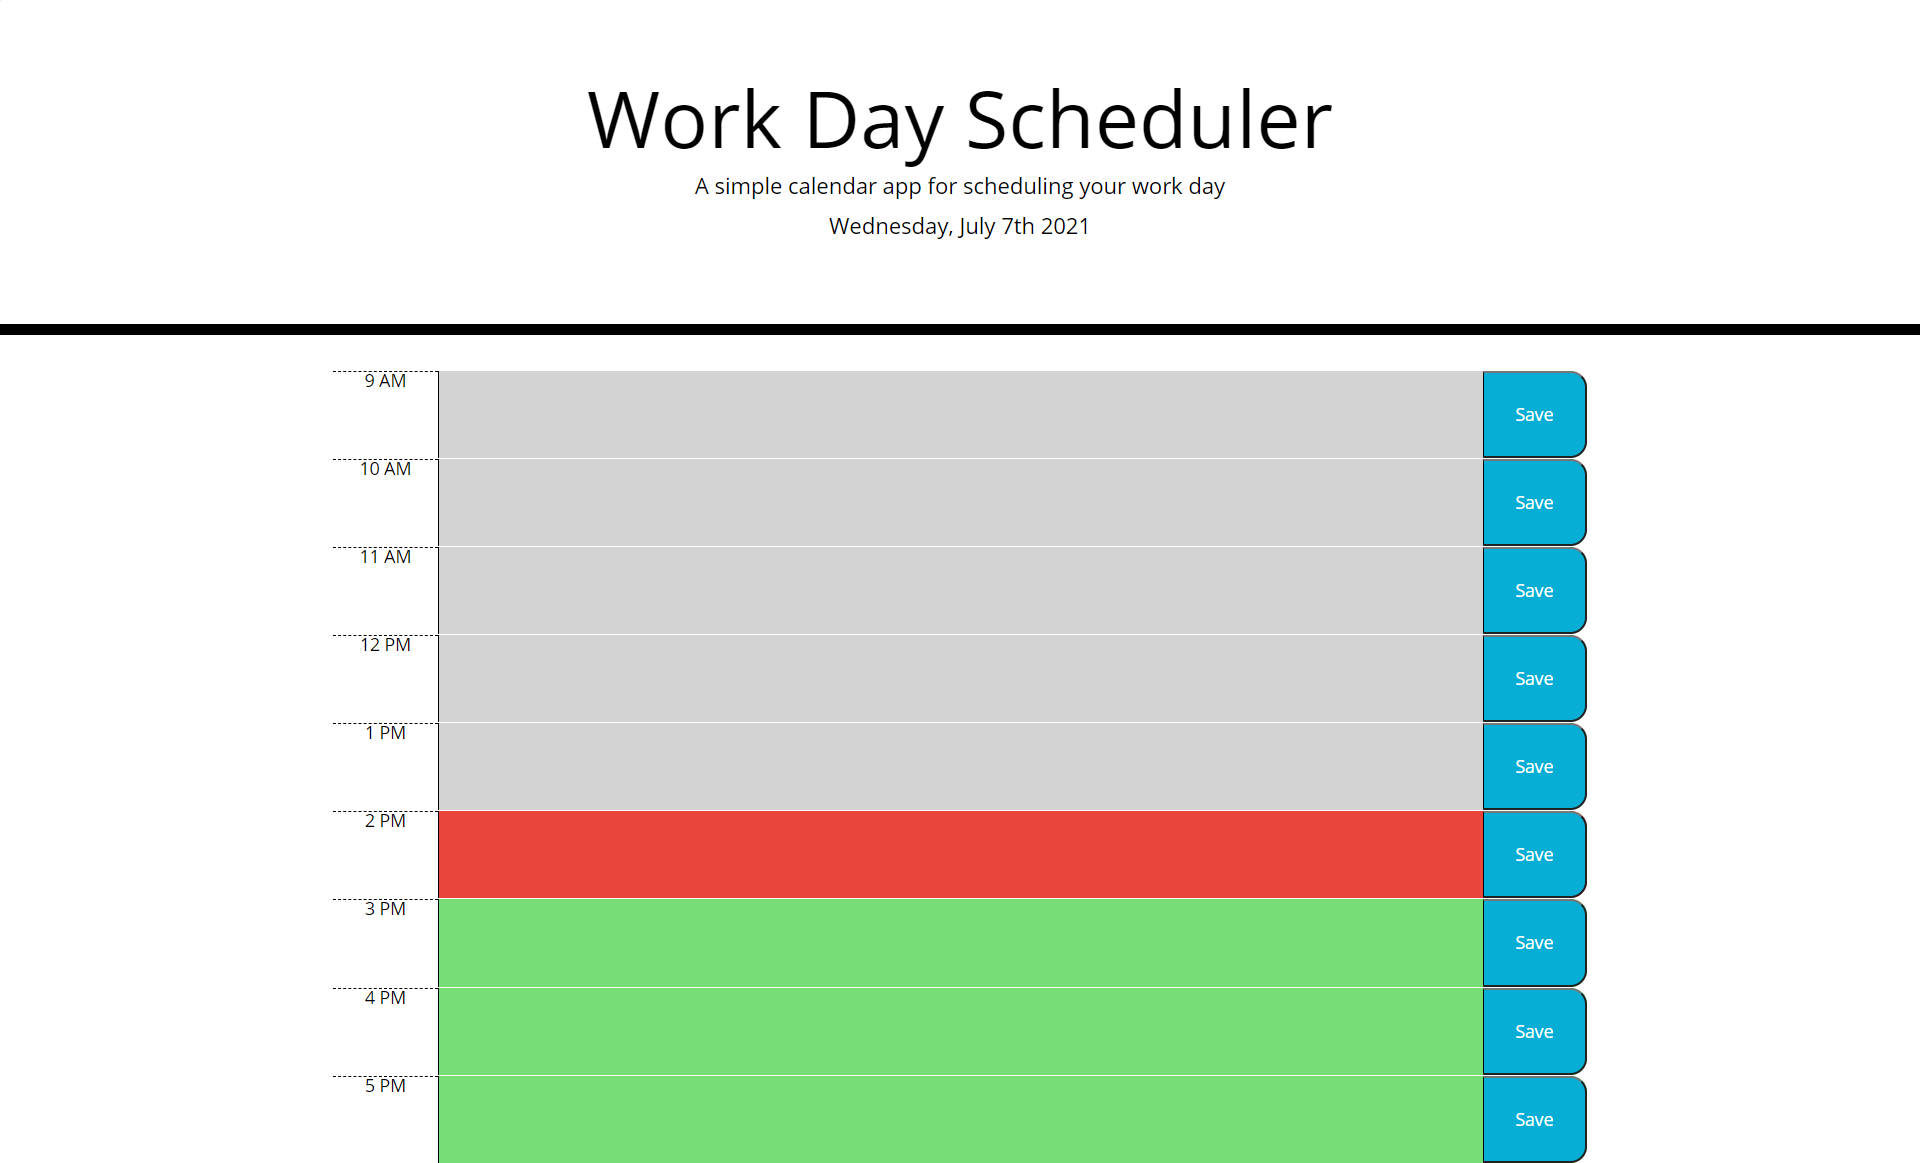 Work Day Scheduler
A simple calendar app for scheduling your work day
Wednesday, July 7th 2021
9 AM
Save
10 AM
Save
11 AM
Save
12 PM
Save
1 PM
Save
2 PM
Save
3 PM
Save
4 PM
Save
5 PM
Save